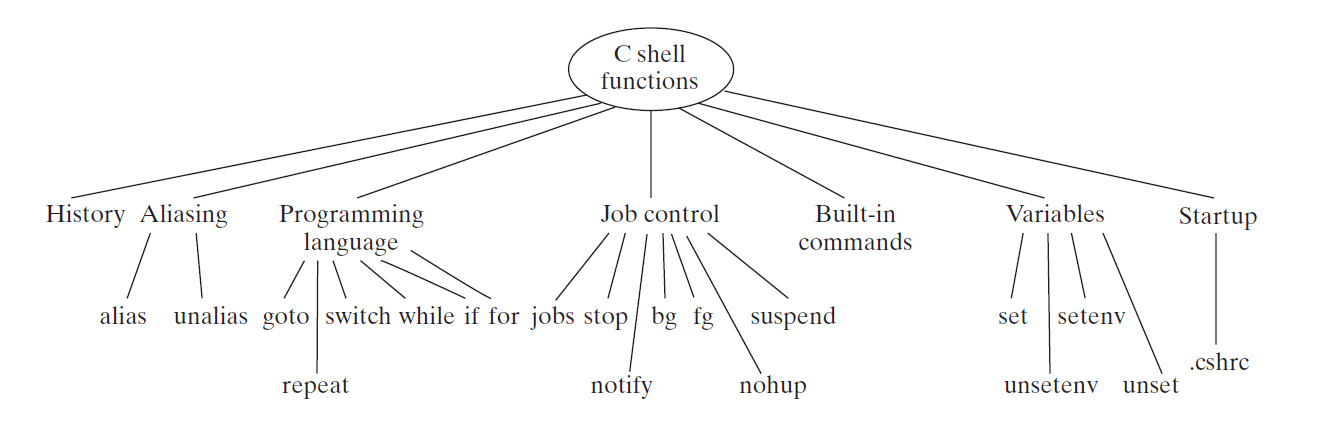 C shell
functions
History Aliasing Programming Job control Built-in Variables Startup
language commands
alias unalias goto switch while if for jobs stop bg fg suspend set setenv
.cshrc
repeat notify nohup unsetenv unset